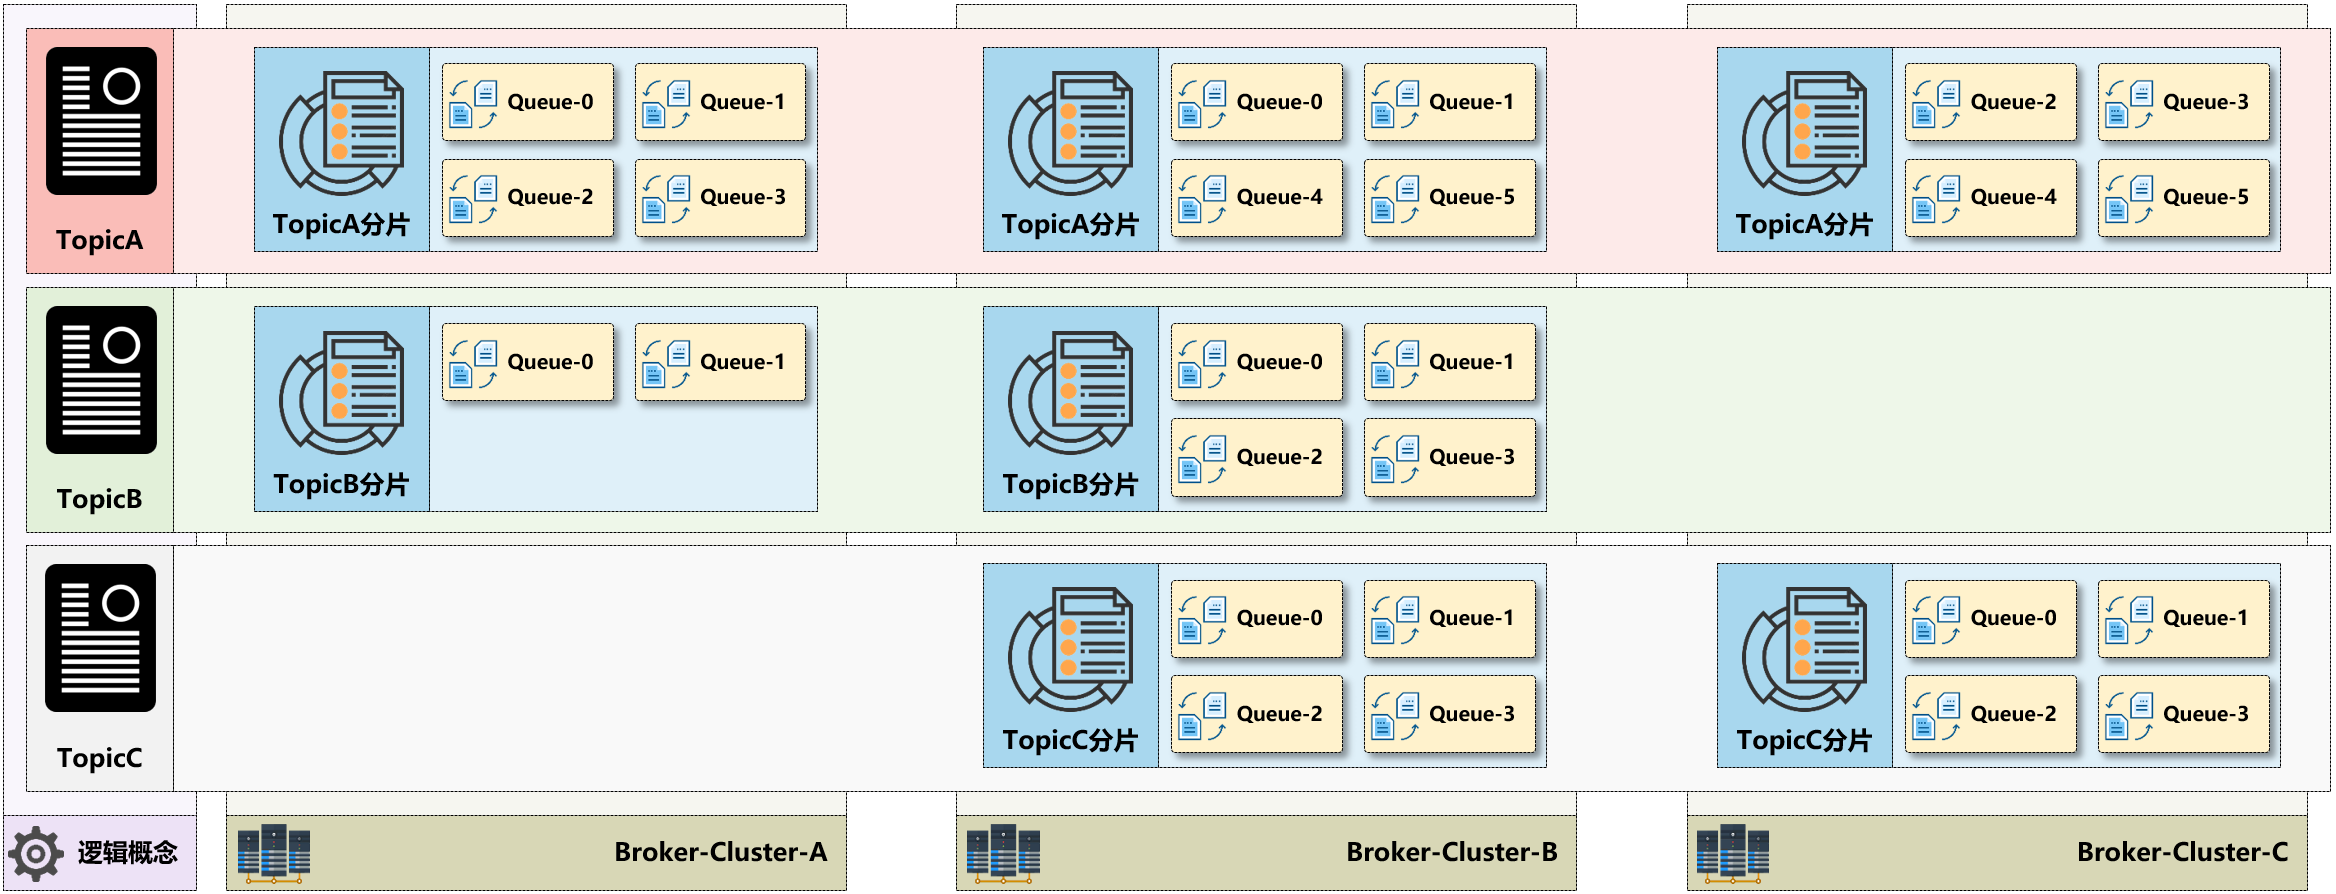 TopicA
TopicA分片
Queue-0
Queue-1
Queue-2
Queue-3
TopicA分片
Queue-0
Queue-1
Queue-4
Queue-5
TopicA分片
Queue-2
Queue-3
Queue-4
Queue-5
TopicB
TopicB分片
Queue-0
Queue-1
TopicB分片
Queue-0
Queue-1
Queue-2
Queue-3
TopicC
TopicC分片
Queue-0
Queue-1
Queue-2
Queue-3
TopicC分片
Queue-0
Queue-1
Queue-2
Queue-3
逻辑概念
Broker-Cluster-A
Broker-Cluster-B
Broker-Cluster-C